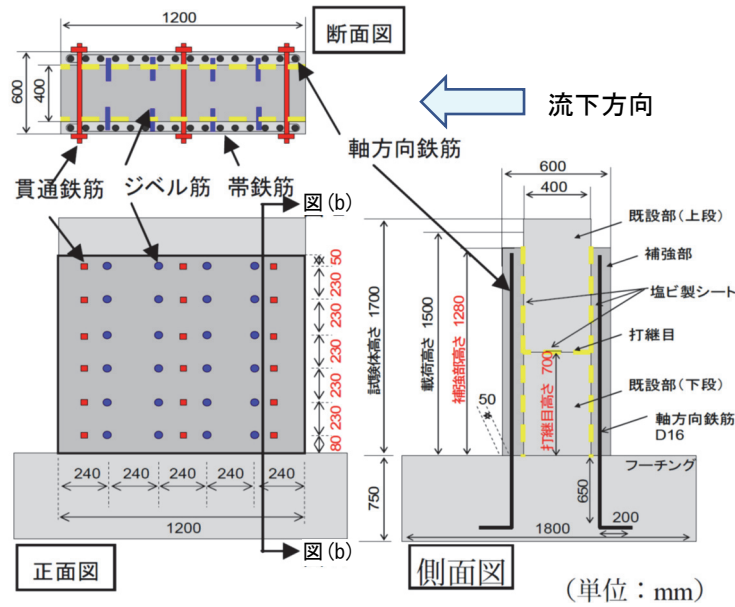 1200
断面図
600
400
流下方向
軸方向鉄筋
貫通鉄筋
ジベル筋
帯鉄筋
図(b)
50
230
230
230
230
230
80
240
240
240
240
1200
図(b)
正面図
600
400
既設部(上段)
補強部
塩ビ製シート
打継目
既設部(下段)
軸方向鉄筋
D16
フーチング
試験体高さ 1700
載荷高さ 1500
補強部高さ 1280
打継目高さ 700
50
750
650
200
1800
側面図
(単位：mm)